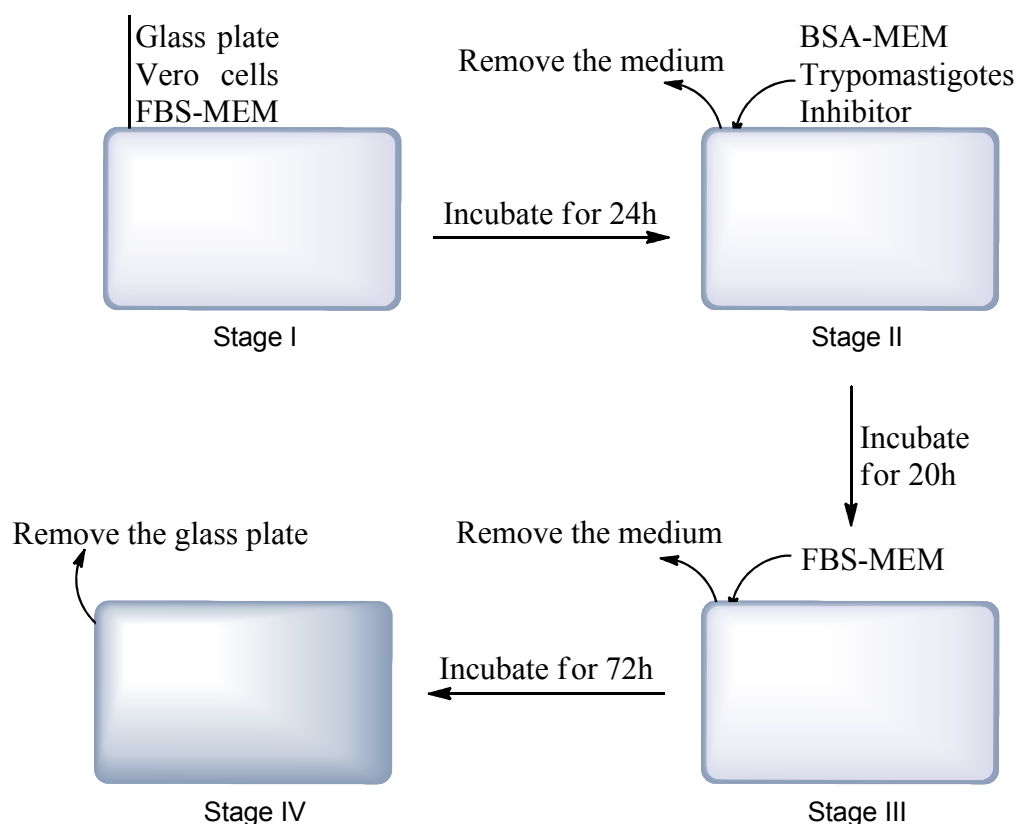 Glass plate
Vero cells
FBS-MEM
Stage I
Incubate for 24h
Remove the medium
BSA-MEM
Trypomastigotes
Inhibitor
Stage II
Incubate
for 20h
Remove the medium
FBS-MEM
Stage III
Incubate for 72h
Remove the glass plate
Stage IV